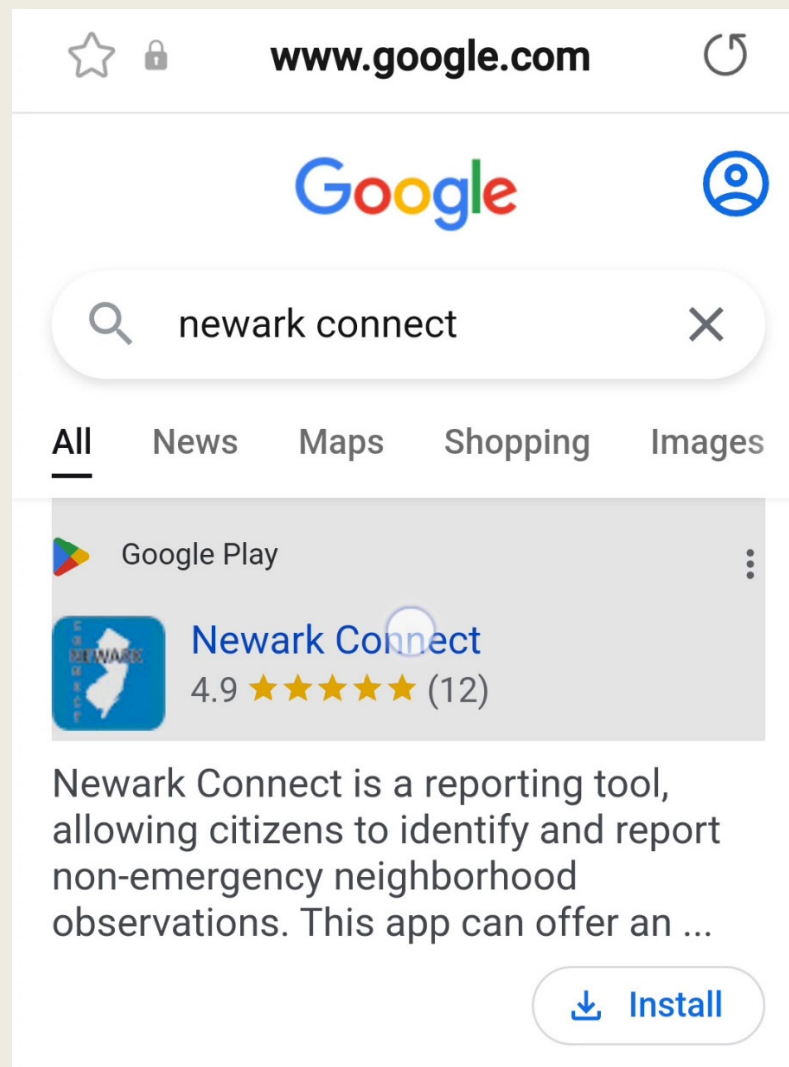 www.google.com
Google
newark connect
All News Maps Shopping Images
Google Play
NEWARK
Newark Connect
4.9 (12)
Newark Connect is a reporting tool,
allowing citizens to identify and report
non-emergency neighborhood
observations. This app can offer an ...
Install